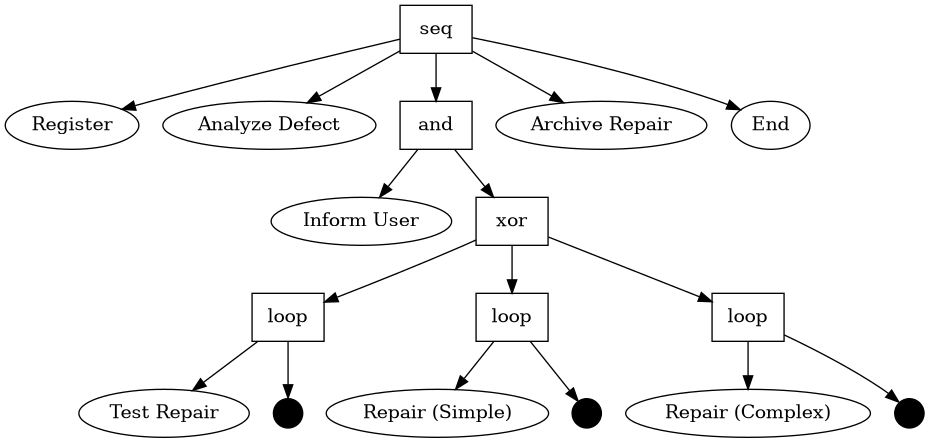 seq
Register
Analyze Defect
and
Archive Repair
End
Inform User
xor
loop
loop
loop
Test Repair
Repair (Simple)
Repair (Complex)